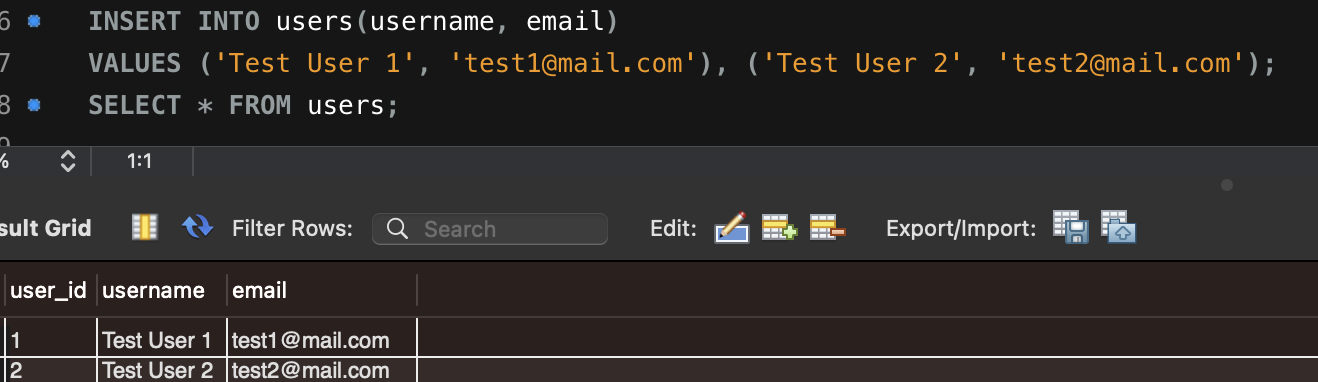 6 INSERT INTO users(username, email)
7 VALUES ('Test User 1', 'test1@mail.com'), ('Test User 2', 'test2@mail.com');
8 SELECT * FROM users;
% 1:1
sult Grid Filter Rows: Search Edit: Export/Import:
user_id username email
1 Test User 1 test1@mail.com
2 Test User 2 test2@mail.com